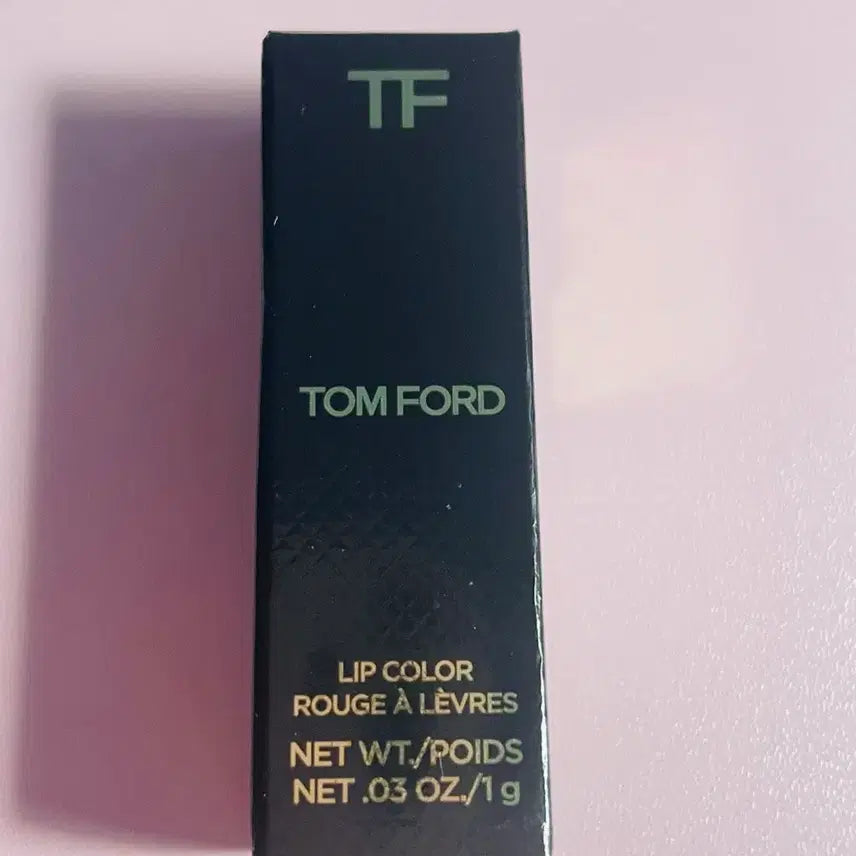 TF
TOM FORD
LIP COLOR
ROUGE À LÈVRES
NET WT./POIDS
NET .03 OZ./1 g